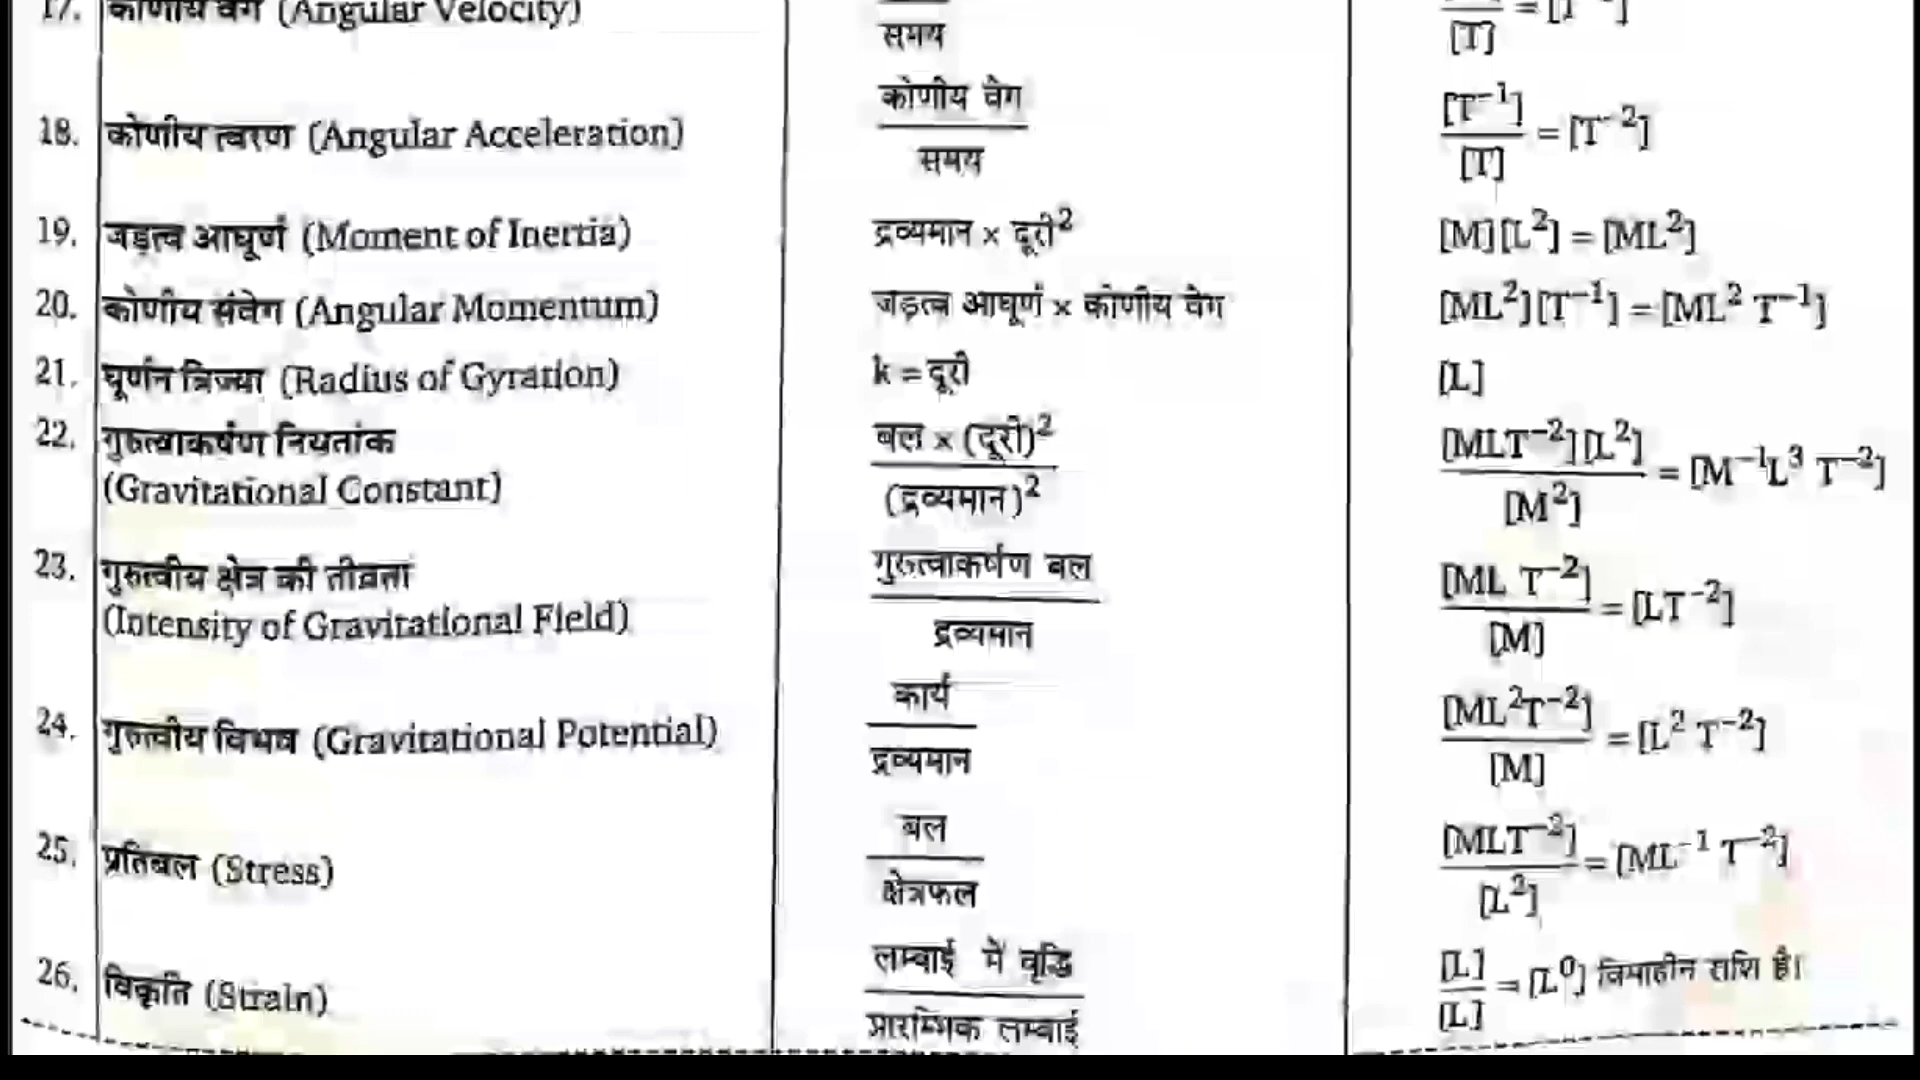 17. कोणीय वेग (Angular Velocity)
समय
[T] = [T⁻¹]
18. कोणीय त्वरण (Angular Acceleration)
कोणीय वेग
समय
[T⁻¹]
[T] = [T⁻²]
19. जड़त्व आघूर्ण (Moment of Inertia) द्रव्यमान × दूरी² [M][L²] = [ML²]
20. कोणीय संवेग (Angular Momentum) जड़त्व आघूर्ण × कोणीय वेग [ML²][T⁻¹] = [ML² T⁻¹]
21. घूर्णन त्रिज्या (Radius of Gyration) k = दूरी [L]
22. गुरुत्वाकर्षण नियतांक
(Gravitational Constant)
बल × (दूरी)²
(द्रव्यमान)²
[MLT⁻²][L²]
[M²] = [M⁻¹L³ T⁻²]
23. गुरुत्वीय क्षेत्र की तीव्रता
(Intensity of Gravitational Field)
गुरुत्वाकर्षण बल
द्रव्यमान
[ML T⁻²]
[M] = [LT⁻²]
24. गुरुत्वीय विभव (Gravitational Potential)
कार्य
द्रव्यमान
[ML²T⁻²]
[M] = [L² T⁻²]
25. प्रतिबल (Stress)
बल
क्षेत्रफल
[MLT⁻²]
[L²] = [ML⁻¹ T⁻²]
26. विकृति (Strain)
लम्बाई में वृद्धि
प्रारम्भिक लम्बाई
[L]
[L] = [L⁰] विमाहीन राशि है।